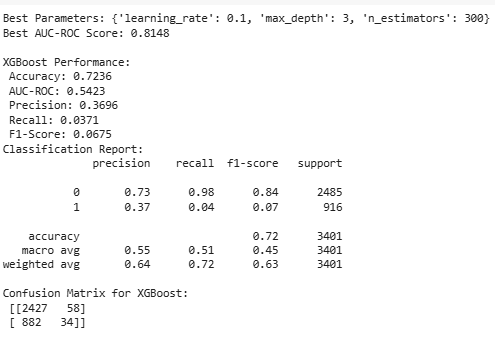 Best Parameters: {'learning_rate': 0.1, 'max_depth': 3, 'n_estimators': 300}
Best AUC-ROC Score: 0.8148
XGBoost Performance:
Accuracy: 0.7236
AUC-ROC: 0.5423
Precision: 0.3696
Recall: 0.0371
F1-Score: 0.0675
Classification Report:
precision recall f1-score support
0 0.73 0.98 0.84 2485
1 0.37 0.04 0.07 916
accuracy 0.72 3401
macro avg 0.55 0.51 0.45 3401
weighted avg 0.64 0.72 0.63 3401
Confusion Matrix for XGBoost:
[[2427 58]
[ 882 34]]